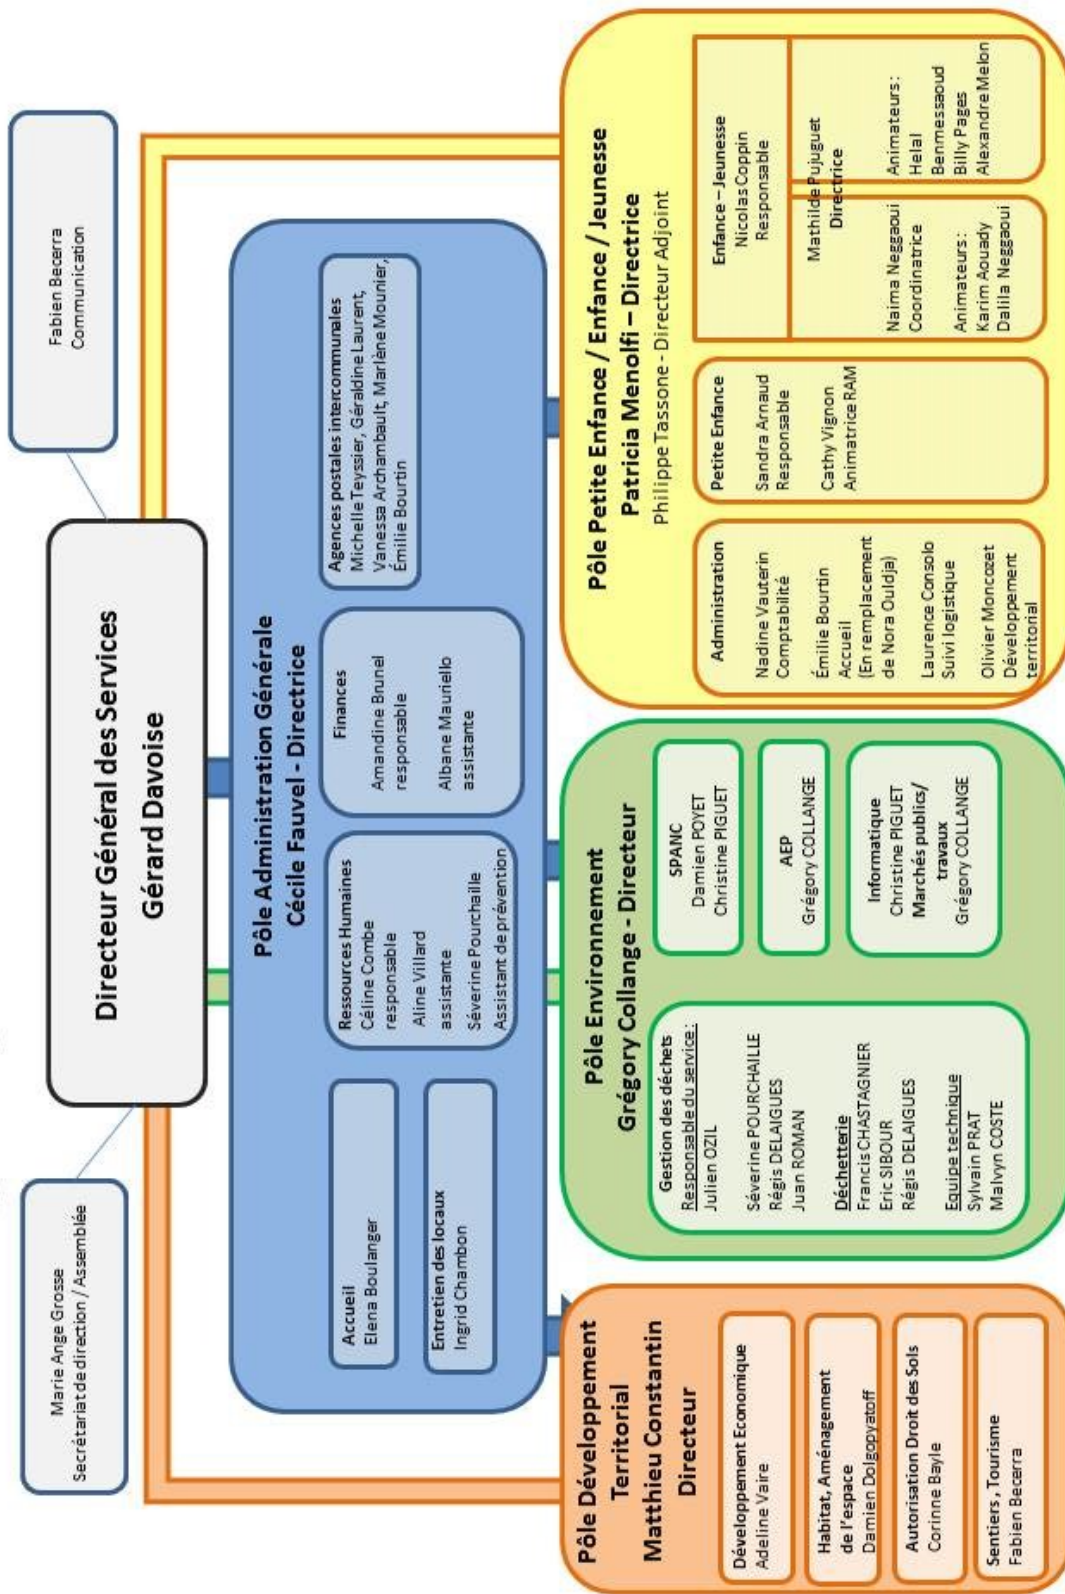 Marie Ange Grosse
Secrétariat de direction / Assemblée
Directeur Général des Services
Gérard Davoise
Fabien Becerra
Communication
Pôle Administration Générale
Cécile Fauvel - Directrice
Accueil
Elena Boulanger
Entretien des locaux
Ingrid Chambon
Ressources Humaines
Céline Combe
responsable
Aline Villard
assistante
Séverine Pourchaille
Assistant de prévention
Finances
Amandine Brunel
responsable
Albane Mauriello
assistante
Agences postales intercommunales
Michelle Teyssier, Géraldine Laurent,
Vanessa Archambault, Marlène Mounier,
Émilie Bourtin
Pôle Développement
Territorial
Matthieu Constantin
Directeur
Développement Economique
Adeline Vaire
Habitat, Aménagement
de l'espace
Damien Dolgopyatoff
Autorisation Droit des Sols
Corinne Bayle
Sentiers , Tourisme
Fabien Becerra
Pôle Environnement
Grégory Collange - Directeur
Gestion des déchets
Responsable du service :
Julien OZIL
Séverine POURCHAILLE
Régis DELAIGUES
Juan ROMAN
Déchetterie
Francis CHASTAGNIER
Eric SIBOUR
Régis DELAIGUES
Equipe technique
Sylvain PRAT
Malvyn COSTE
SPANC
Damien POYET
Christine PIGUET
AEP
Grégory COLLANGE
Informatique
Christine PIGUET
Marchés publics/
travaux
Grégory COLLANGE
Pôle Petite Enfance / Enfance / Jeunesse
Patricia Menolfi – Directrice
Philippe Tassone - Directeur Adjoint
Administration
Nadine Vauterin
Comptabilité
Émilie Bourtin
Accueil
(En remplacement
de Nora Ouldja)
Laurence Consolo
Suivi logistique
Olivier Moncozet
Développement
territorial
Petite Enfance
Sandra Arnaud
Responsable
Cathy Vignon
Animatrice RAM
Enfance – Jeunesse
Nicolas Coppin
Responsable
Mathilde Pujuguet
Directrice
Naima Neggaoui
Coordinatrice
Animateurs :
Karim Aouady
Dalila Neggaoui
Animateurs :
Helal
Benmessaoud
Billy Pages
Alexandre Melon